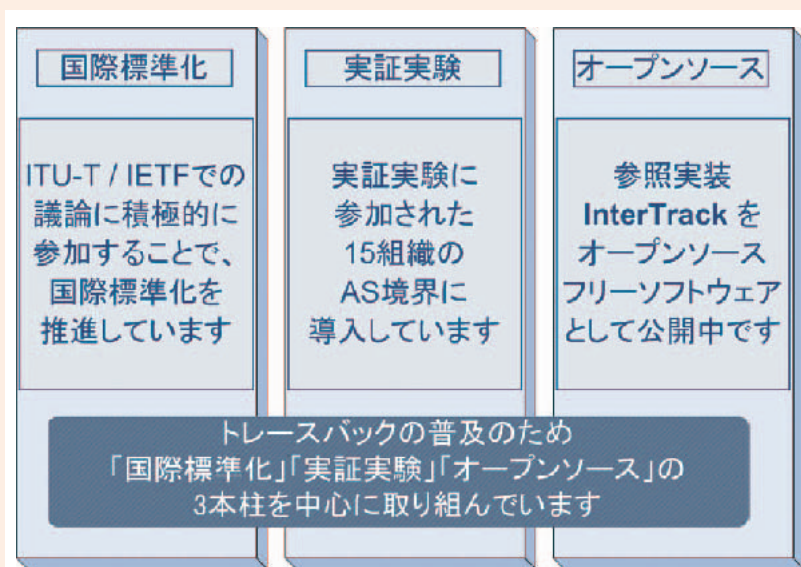 国際標準化
ITU-T / IETFでの
議論に積極的に
参加することで、
国際標準化を
推進しています
実証実験
実証実験に
参加された
15組織の
AS境界に
導入しています
オープンソース
参照実装
InterTrack を
オープンソース
フリーソフトウェア
として公開中です
トレースバックの普及のため
「国際標準化」「実証実験」「オープンソース」の
3本柱を中心に取り組んでいます